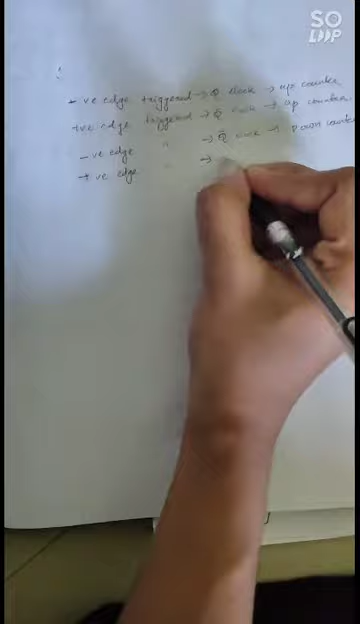 SO LOOP
-ve edge triggered → Q clock → up counter
+ve edge triggered → Q̄ clock → up counter
-ve edge " → Q̄ clock → Down counter
+ve edge " →